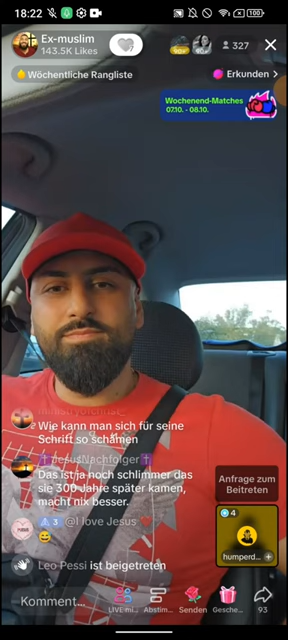 18:22
100
Ex-muslim
143.5K Likes
327
Wöchentliche Rangliste
Erkunden >
Wochenend-Matches
07.10. - 08.10.
Wie kann man sich für seine
Schrift so schämen
†JesusNachfolger†
Das ist ja noch schlimmer das
sie 300 Jahre später kamen,
macht nix besser.
3 @I love Jesus
Leo Pessi ist beigetreten
Anfrage zum
Beitreten
4
humperd...
Komment...
LIVE mi...
Abstim...
Senden
Gesche...
93